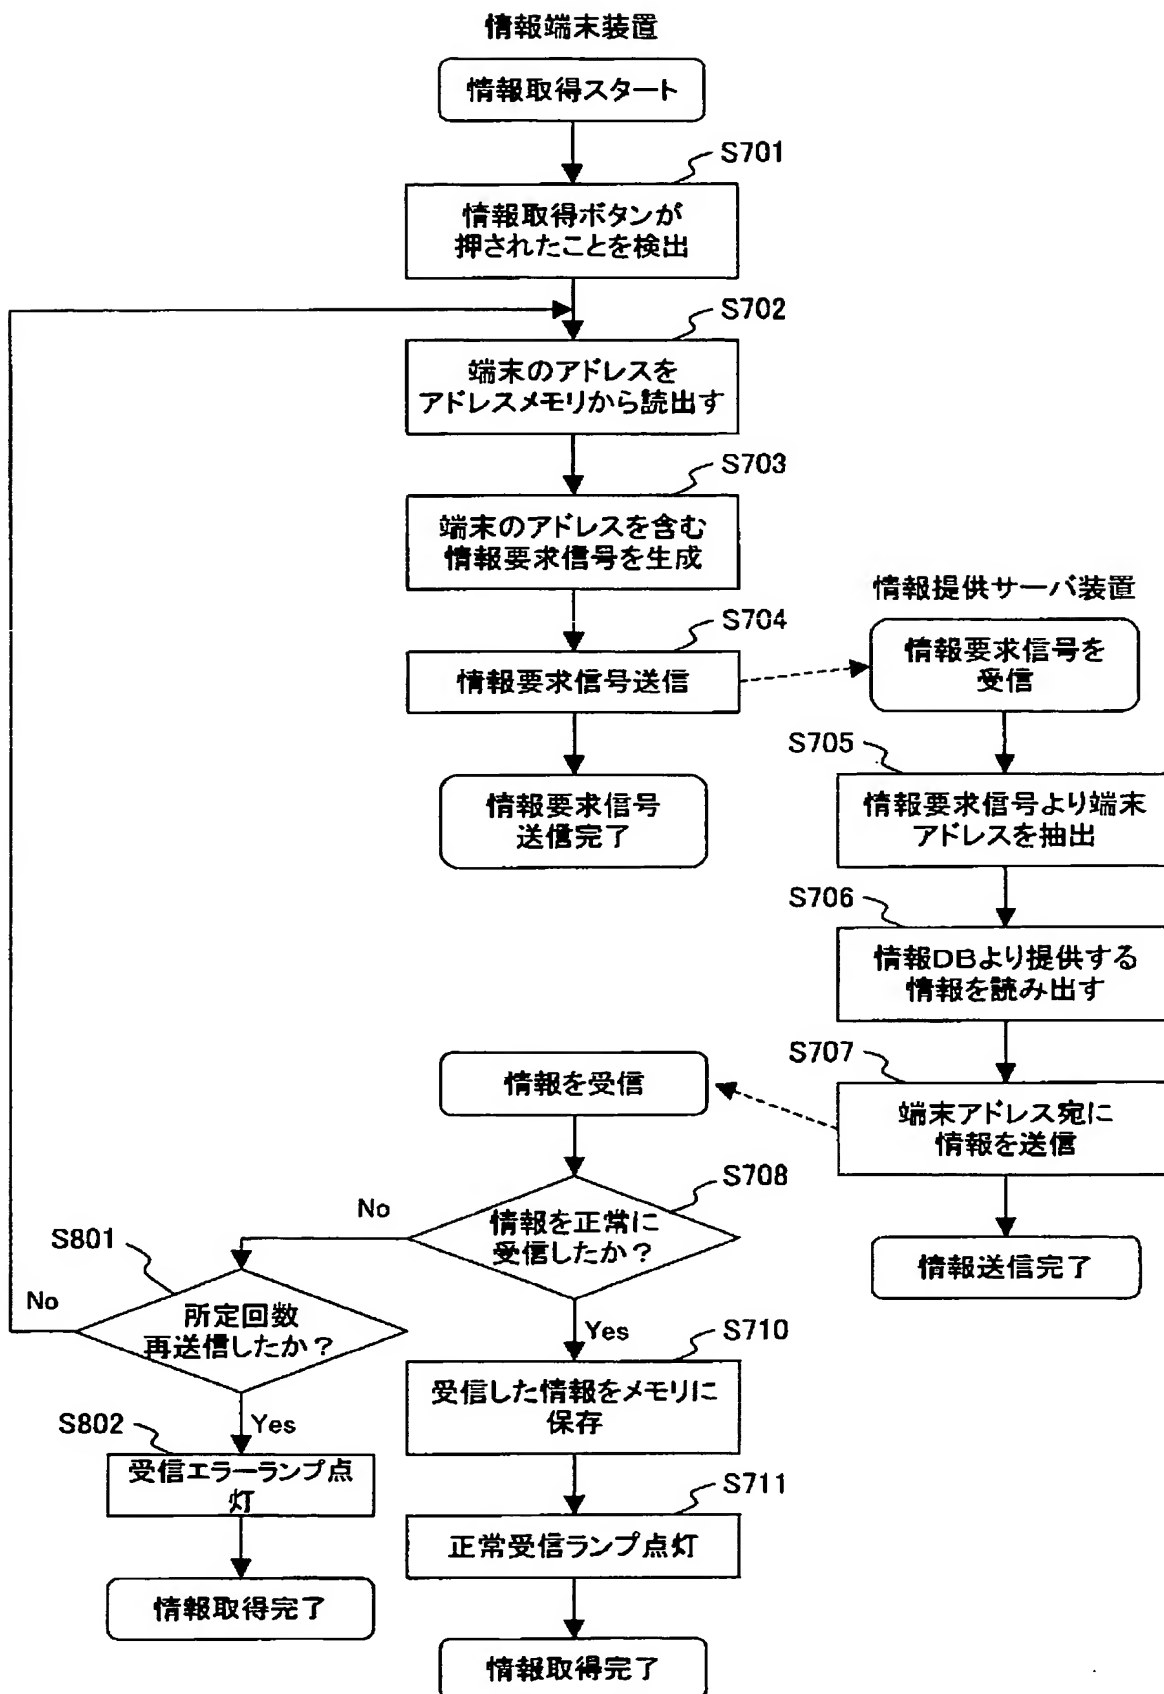 情報端末装置
情報取得スタート
S701
情報取得ボタンが
押されたことを検出
S702
端末のアドレスを
アドレスメモリから読出す
S703
端末のアドレスを含む
情報要求信号を生成
S704
情報要求信号送信
情報要求信号
送信完了
情報提供サーバ装置
情報要求信号を
受信
S705
情報要求信号より端末
アドレスを抽出
S706
情報DBより提供する
情報を読み出す
S707
端末アドレス宛に
情報を送信
情報送信完了
情報を受信
S708
情報を正常に
受信したか?
No
Yes
S801
所定回数
再送信したか?
No
Yes
S802
受信エラーランプ点
灯
情報取得完了
S710
受信した情報をメモリに
保存
S711
正常受信ランプ点灯
情報取得完了